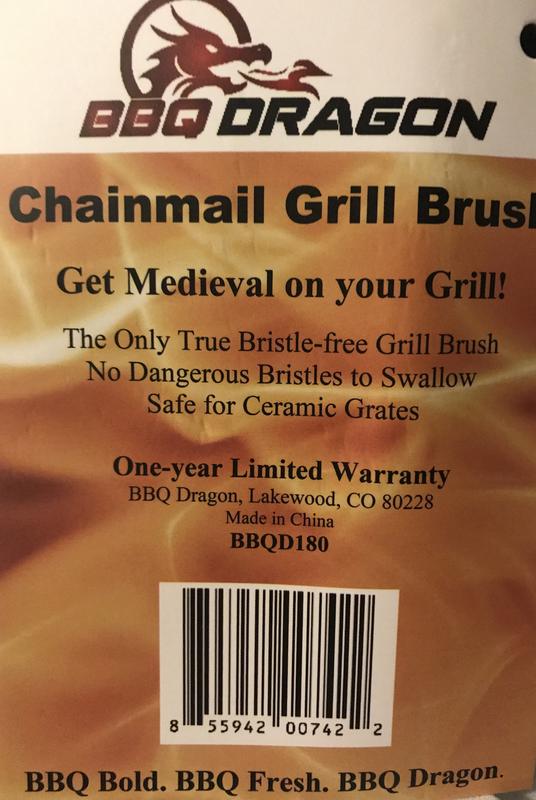 BBQ DRAGON
Chainmail Grill Brush
Get Medieval on your Grill!
The Only True Bristle-free Grill Brush
No Dangerous Bristles to Swallow
Safe for Ceramic Grates
One-year Limited Warranty
BBQ Dragon, Lakewood, CO 80228
Made in China
BBQD180
8 55942 00742 2
BBQ Bold. BBQ Fresh. BBQ Dragon.